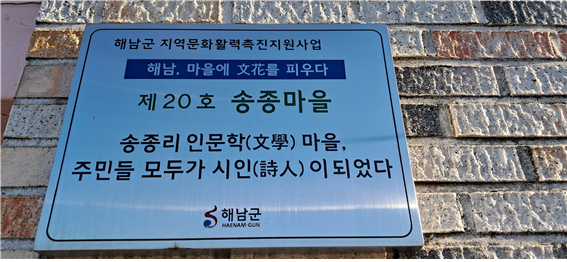 해남군 지역문화활력촉진지원사업
해남, 마을에 文花를 피우다
제20호 송종마을
송종리 인문학(文學) 마을,
주민들 모두가 시인(詩人)이 되었다
해남군
HAENAM-GUN